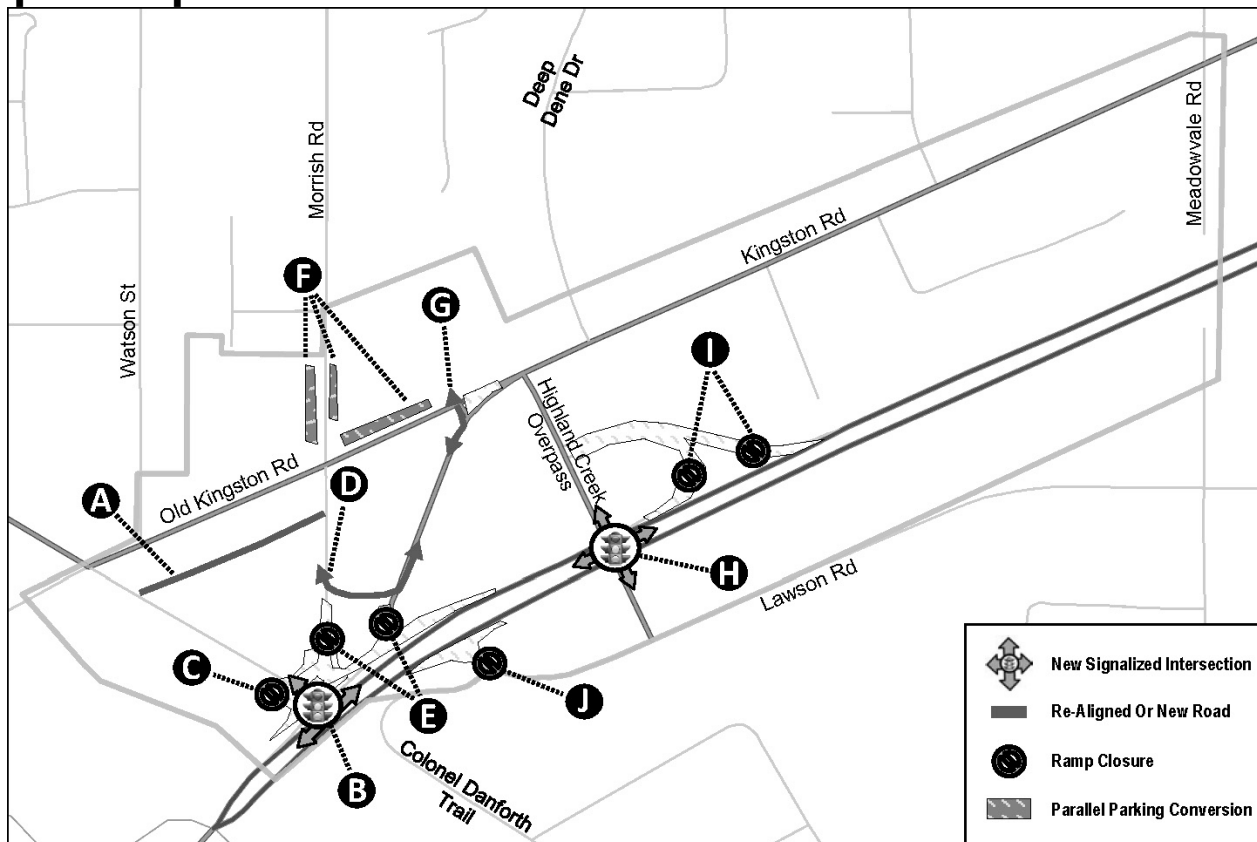 Deep
Dene Dr
Morrish Rd
Meadowvale Rd
Kingston Rd
Watson St
F
G
I
Highland Creek
Overpass
Old Kingston Rd
A
D
H
Lawson Rd
C
E
J
B
Colonel Danforth
Trail
New Signalized Intersection
Re-Aligned Or New Road
Ramp Closure
Parallel Parking Conversion